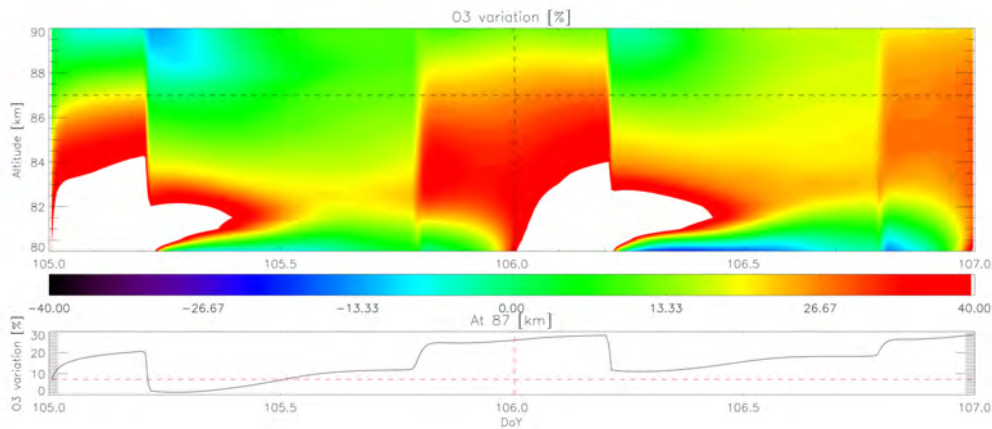 O3 variation [%]
90
88
86
84
82
80
Altitude [km]
105.0 105.5 106.0 106.5 107.0
-40.00 -26.67 -13.33 0.00 13.33 26.67 40.00
At 87 [km]
30
20
10
0
O3 variation [%]
105.0 105.5 106.0 106.5 107.0
DoY